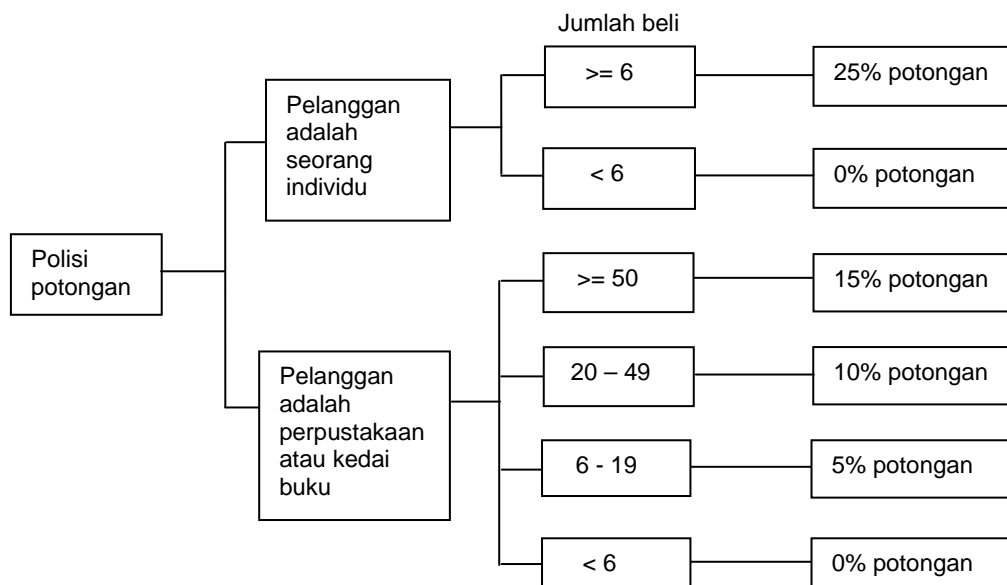 Jumlah beli
>= 6
25% potongan
Pelanggan
adalah
seorang
individu
< 6
0% potongan
Polisi
potongan
>= 50
15% potongan
Pelanggan
adalah
perpustakaan
atau kedai
buku
20 – 49
10% potongan
6 - 19
5% potongan
< 6
0% potongan